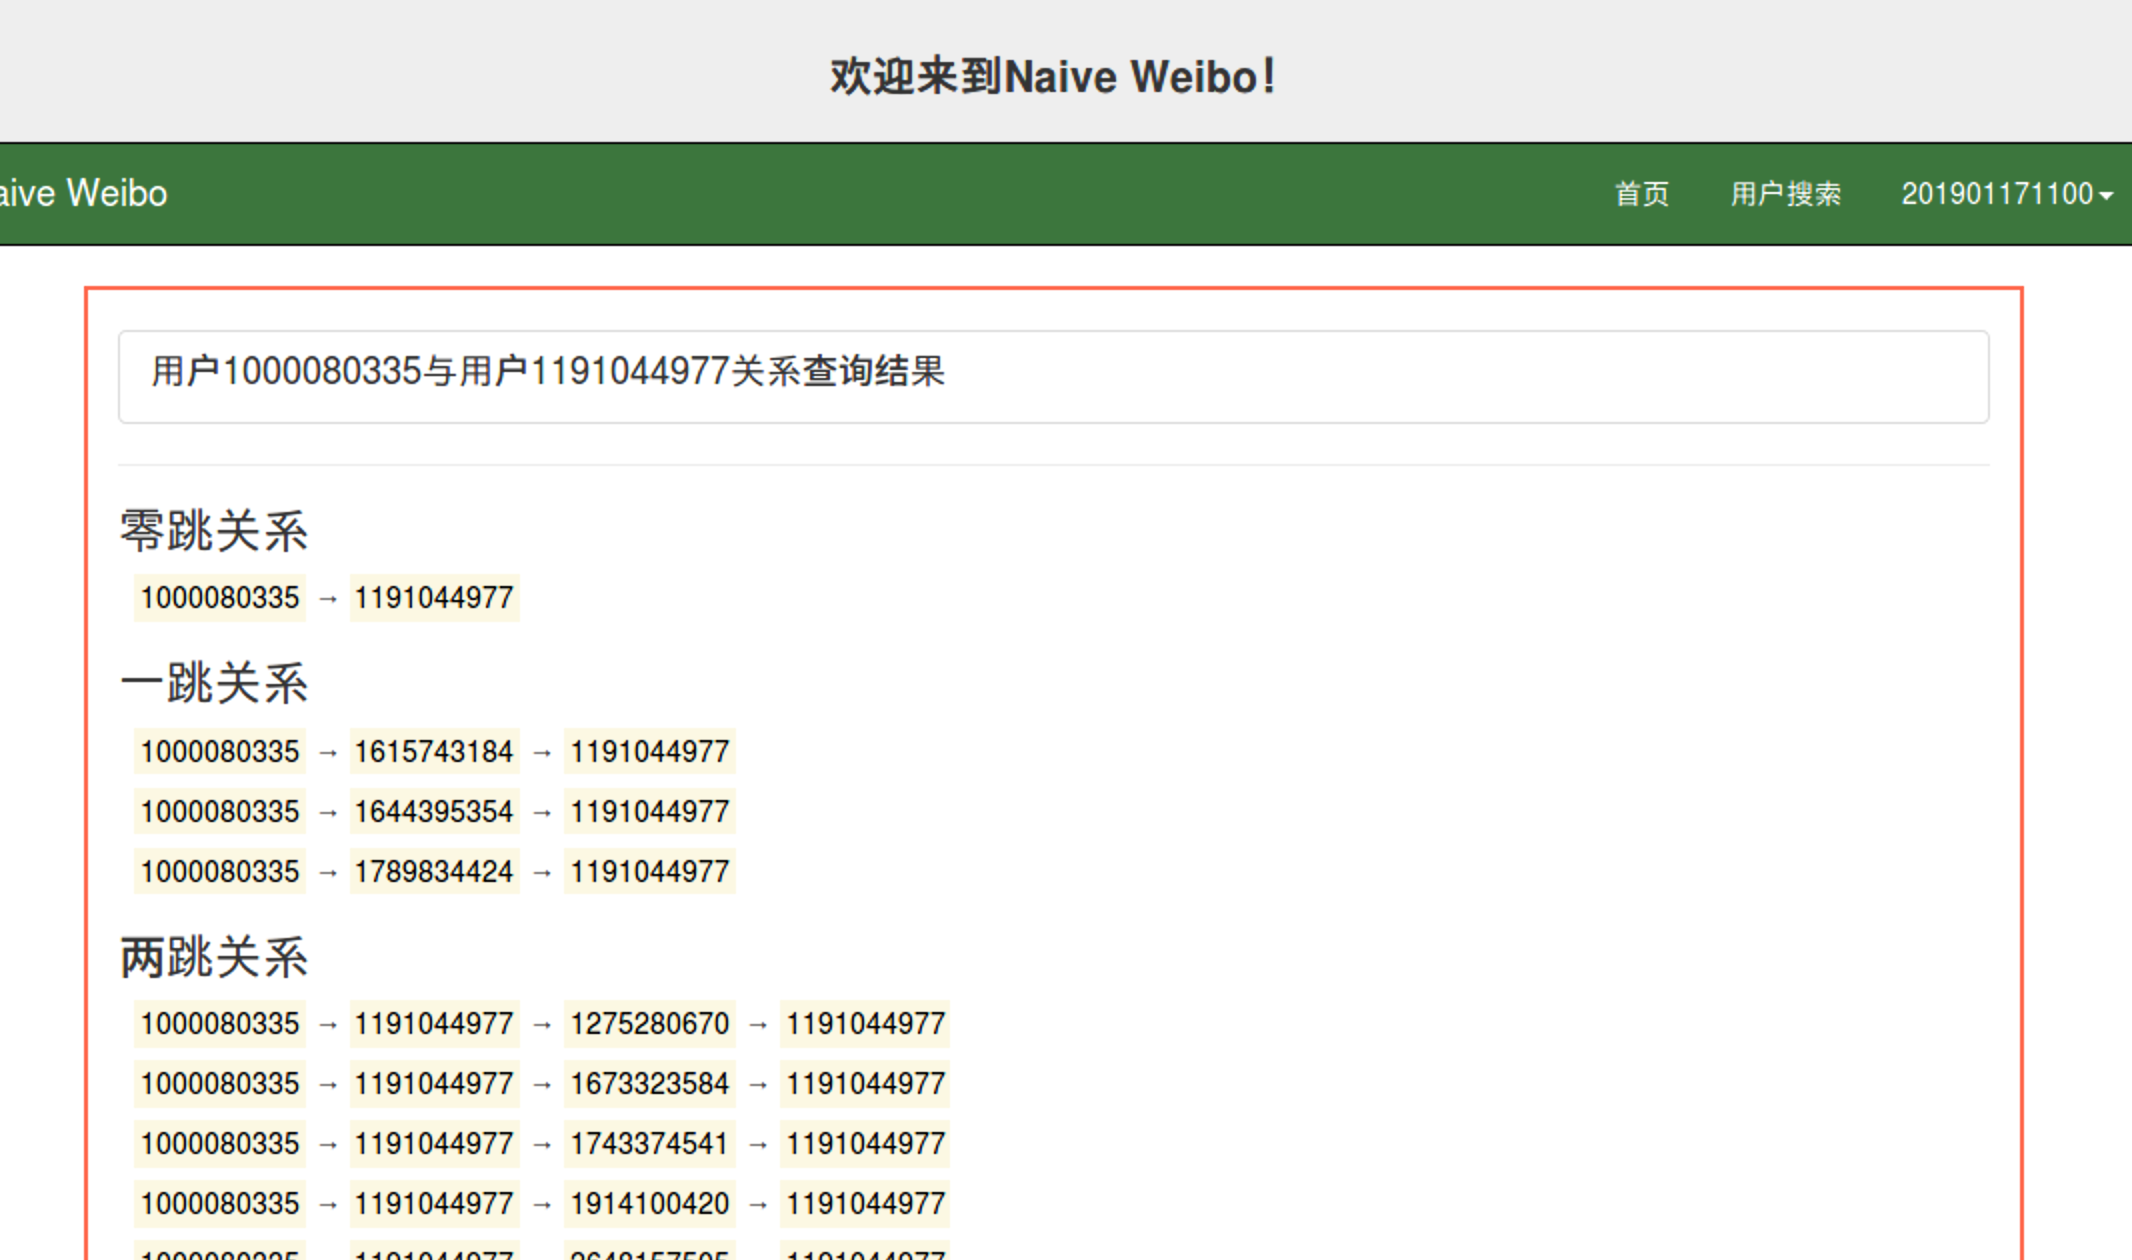 欢迎来到Naive Weibo!
aive Weibo 首页 用户搜索 201901171100
用户1000080335与用户1191044977关系查询结果
零跳关系
1000080335 → 1191044977
一跳关系
1000080335 → 1615743184 → 1191044977
1000080335 → 1644395354 → 1191044977
1000080335 → 1789834424 → 1191044977
两跳关系
1000080335 → 1191044977 → 1275280670 → 1191044977
1000080335 → 1191044977 → 1673323584 → 1191044977
1000080335 → 1191044977 → 1743374541 → 1191044977
1000080335 → 1191044977 → 1914100420 → 1191044977